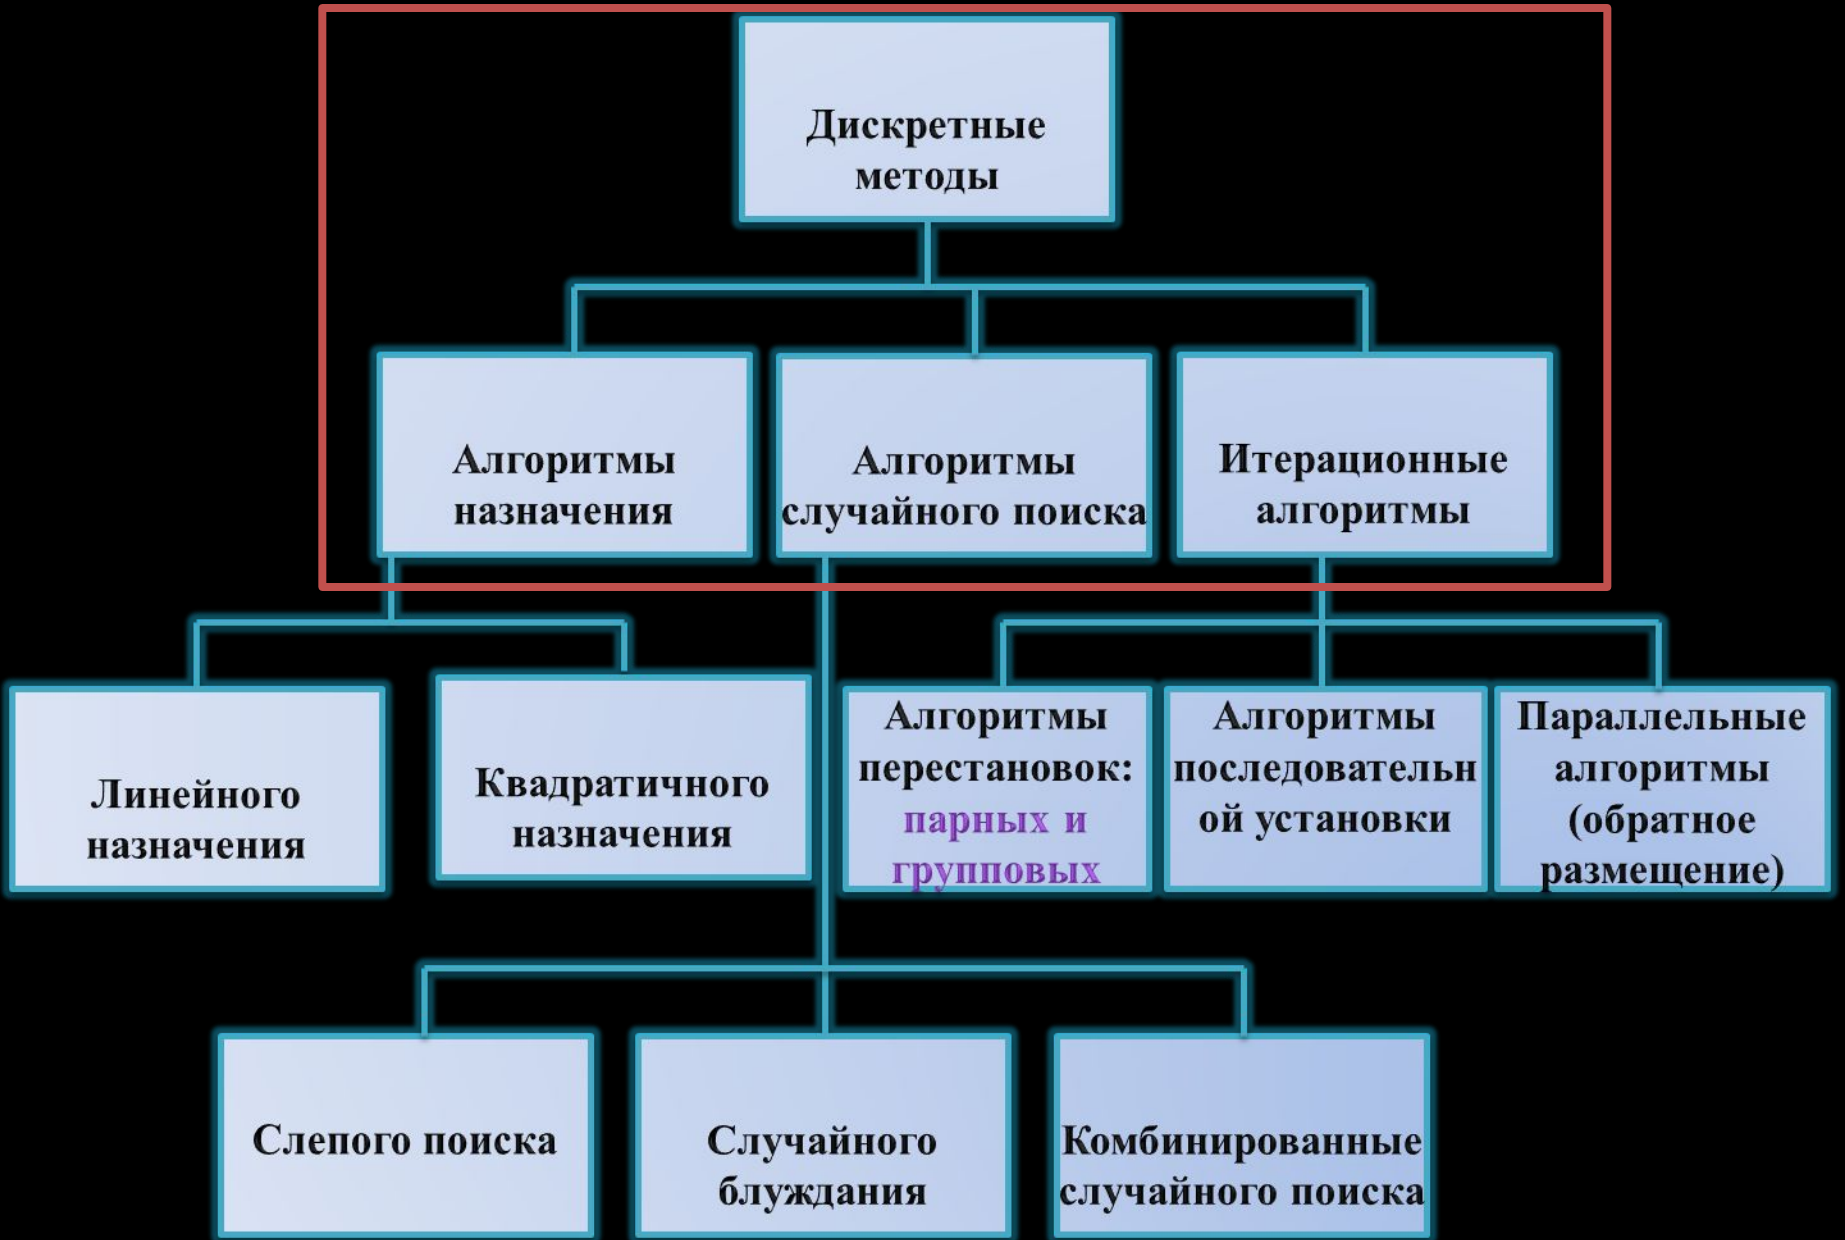 Дискретные
методы
Алгоритмы
назначения
Алгоритмы
случайного поиска
Итерационные
алгоритмы
Линейного
назначения
Квадратичного
назначения
Алгоритмы
перестановок:
парных и
групповых
Алгоритмы
последовательн
ой установки
Параллельные
алгоритмы
(обратное
размещение)
Слепого поиска
Случайного
блуждания
Комбинированные
случайного поиска